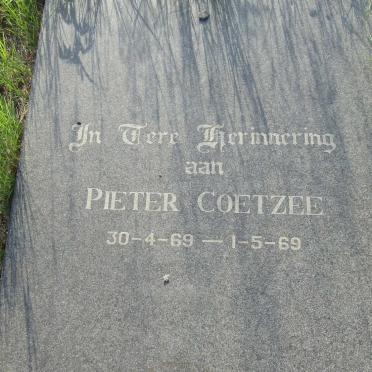 In Tere Herinnering
aan
PIETER COETZEE
30-4-69 — 1-5-69